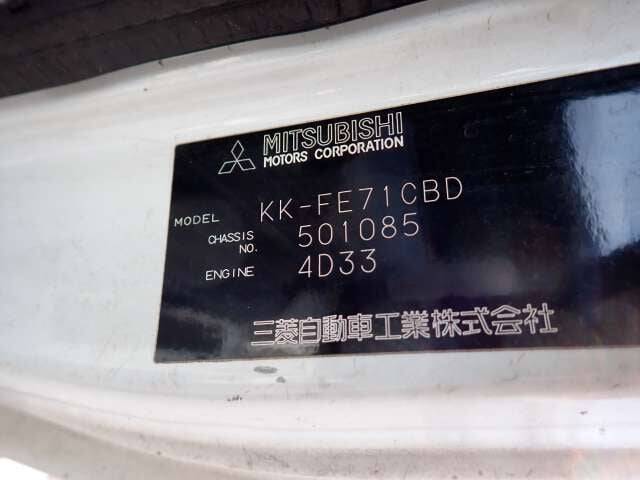 MITSUBISHI
MOTORS CORPORATION
MODEL KK-FE71CBD
CHASSIS NO. 501085
ENGINE 4D33
三菱自動車工業株式会社